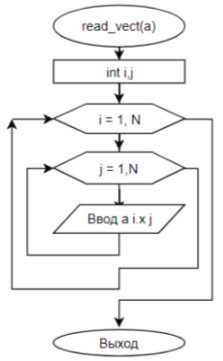 read_vect(a)
int i,j
i = 1, N
j = 1,N
Ввод a i.x j
Выход